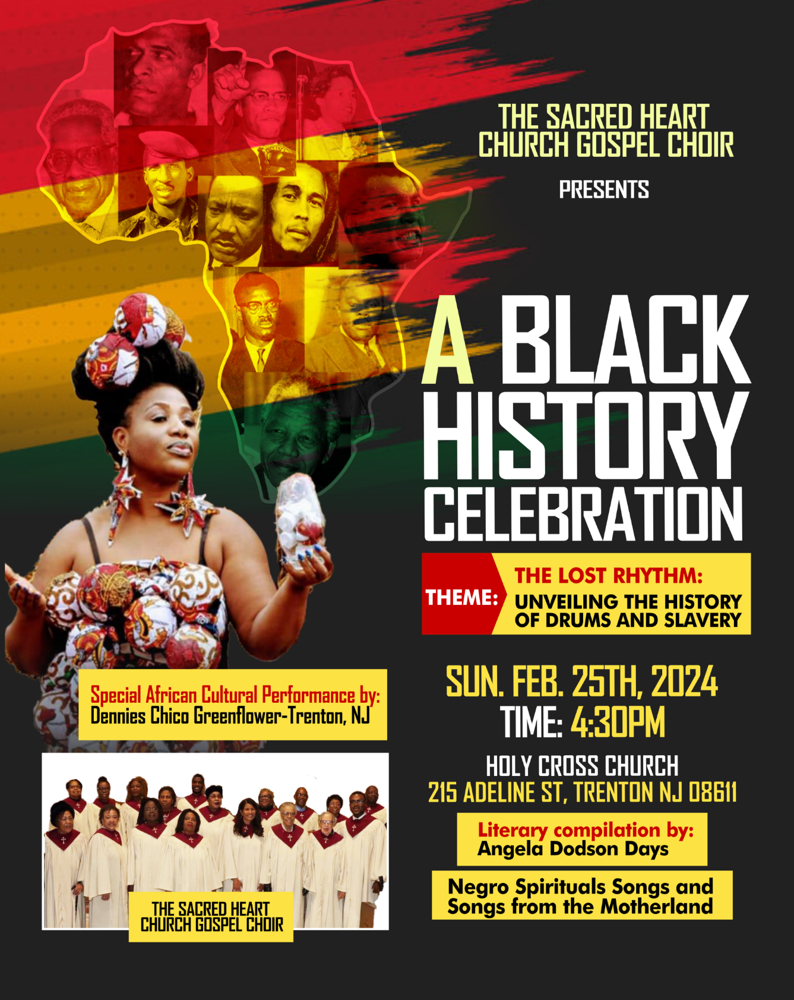 THE SACRED HEART
CHURCH GOSPEL CHOIR
PRESENTS
A BLACK
HISTORY
CELEBRATION
THEME:
THE LOST RHYTHM:
UNVEILING THE HISTORY
OF DRUMS AND SLAVERY
SUN. FEB. 25TH, 2024
TIME: 4:30PM
HOLY CROSS CHURCH
215 ADELINE ST, TRENTON NJ 08611
Literary compilation by:
Angela Dodson Days
Negro Spirituals Songs and
Songs from the Motherland
Special African Cultural Performance by:
Dennies Chico Greenflower-Trenton, NJ
THE SACRED HEART
CHURCH GOSPEL CHOIR